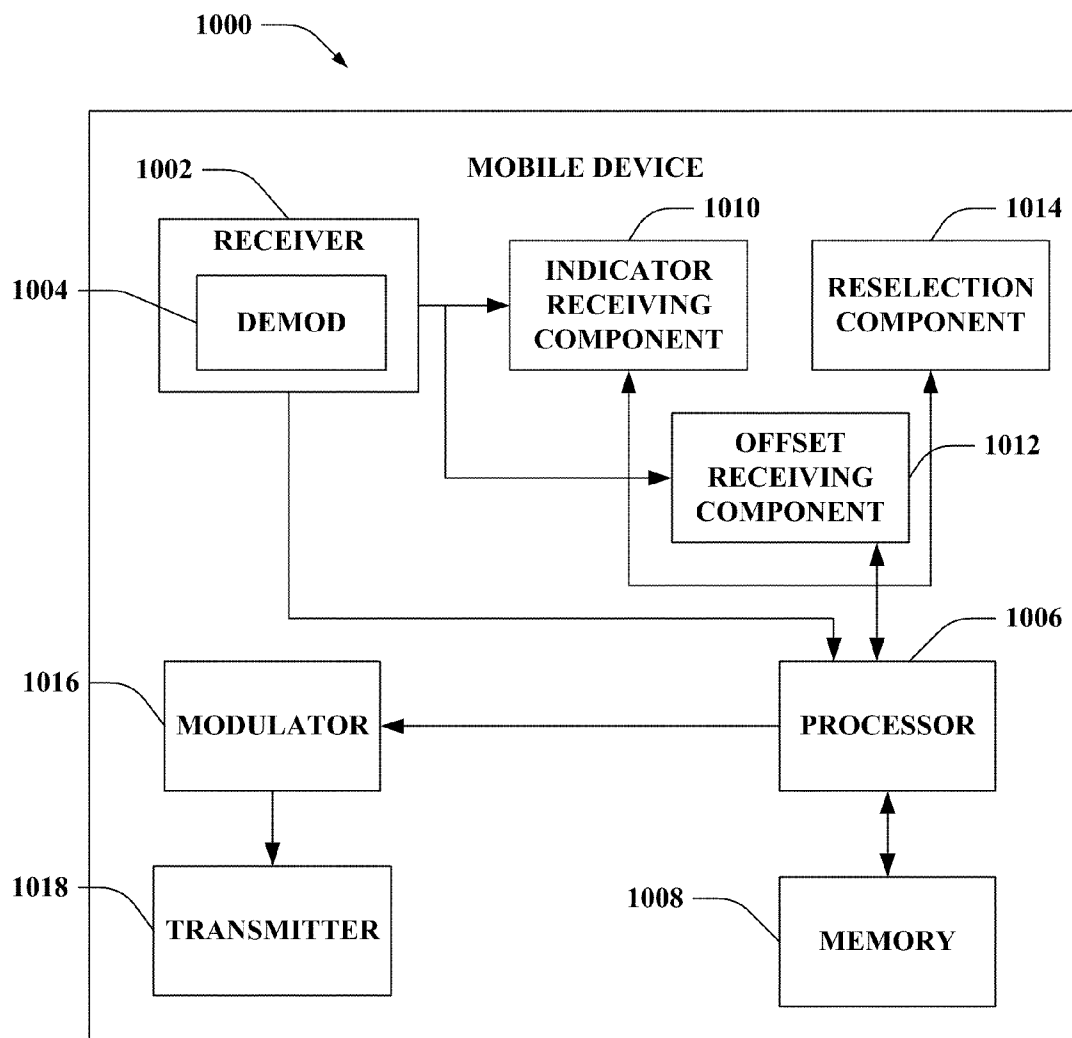 1000
1002
MOBILE DEVICE
1010
1014
RECEIVER
1004
DEMOD
INDICATOR
RECEIVING
COMPONENT
RESELECTION
COMPONENT
OFFSET
RECEIVING
COMPONENT
1012
1006
1016
MODULATOR
PROCESSOR
1018
TRANSMITTER
1008
MEMORY